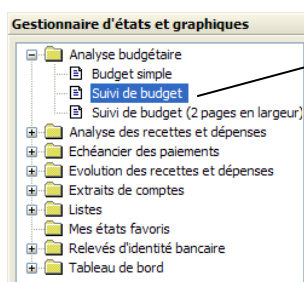 Gestionnaire d'états et graphiques
Analyse budgétaire
Budget simple
Suivi de budget
Suivi de budget (2 pages en largeur)
Analyse des recettes et dépenses
Echéancier des paiements
Evolution des recettes et dépenses
Extraits de comptes
Listes
Mes états favoris
Relevés d'identité bancaire
Tableau de bord